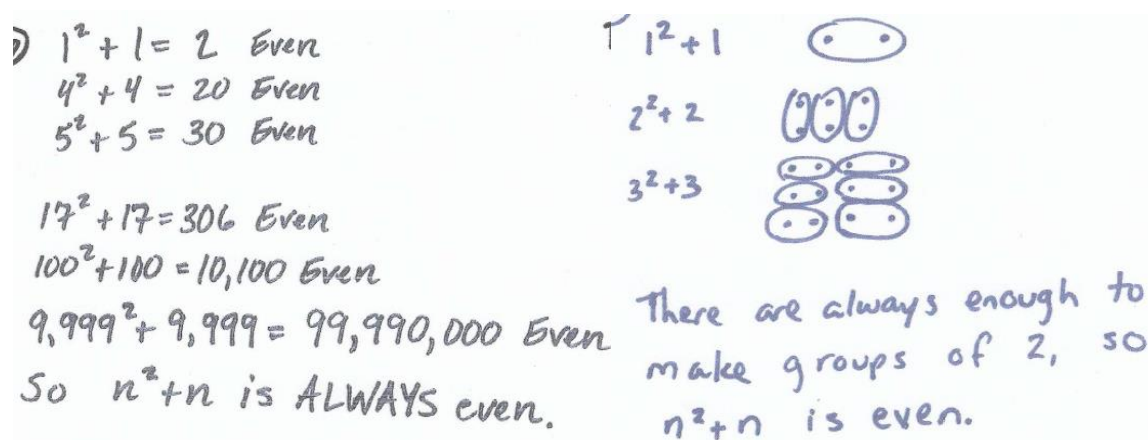 1² + 1 = 2 Even
4² + 4 = 20 Even
5² + 5 = 30 Even
17² + 17 = 306 Even
100² + 100 = 10,100 Even
9,999² + 9,999 = 99,990,000 Even
So n² + n is ALWAYS even.
1² + 1
2² + 2
3² + 3
There are always enough to
make groups of 2, so
n² + n is even.